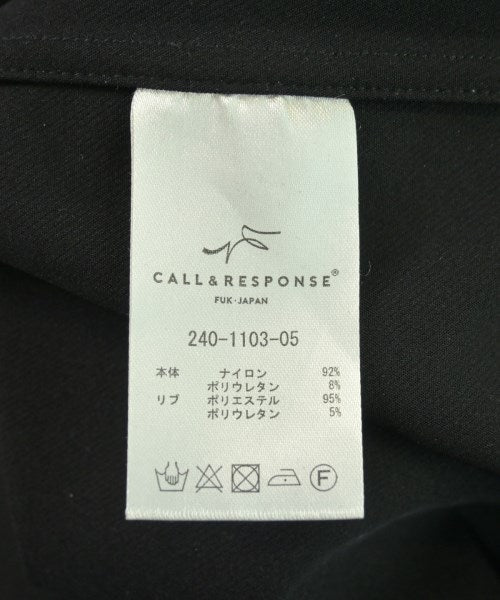 CALL & RESPONSE®
FUK·JAPAN
240-1103-05
本体 ナイロン 92%
ポリウレタン 8%
リブ ポリエステル 95%
ポリウレタン 5%
F